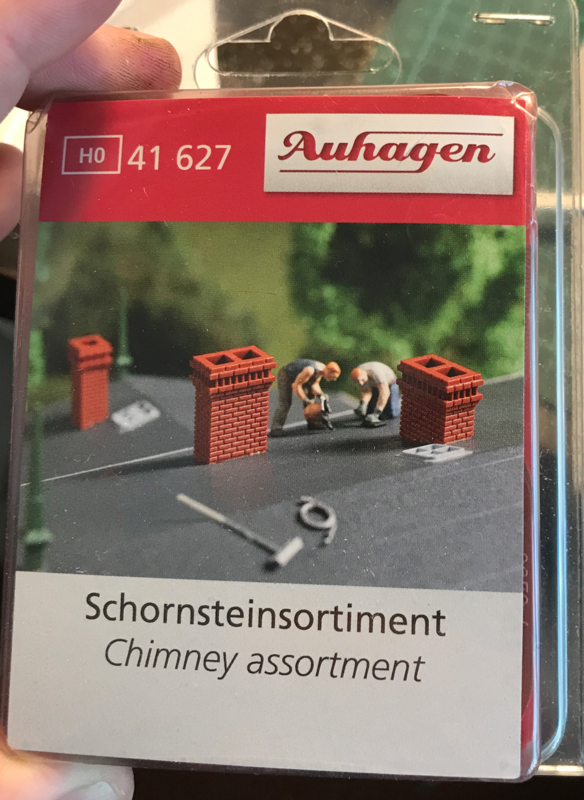 H0 41 627 Auhagen
Schornsteinsortiment
Chimney assortment